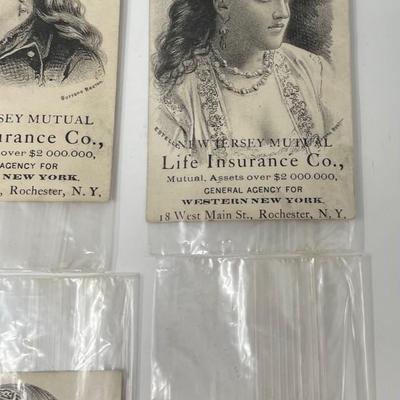 SEY MUTUAL
urance Co.,
over $2 000.000,
AGENCY FOR
N NEW YORK.
, Rochester, N. Y.
NEW JERSEY MUTUAL
Life Insurance Co.,
Mutual. Assets over $2 000.000,
GENERAL AGENCY FOR
WESTERN NEW YORK.
18 West Main St., Rochester, N. Y.